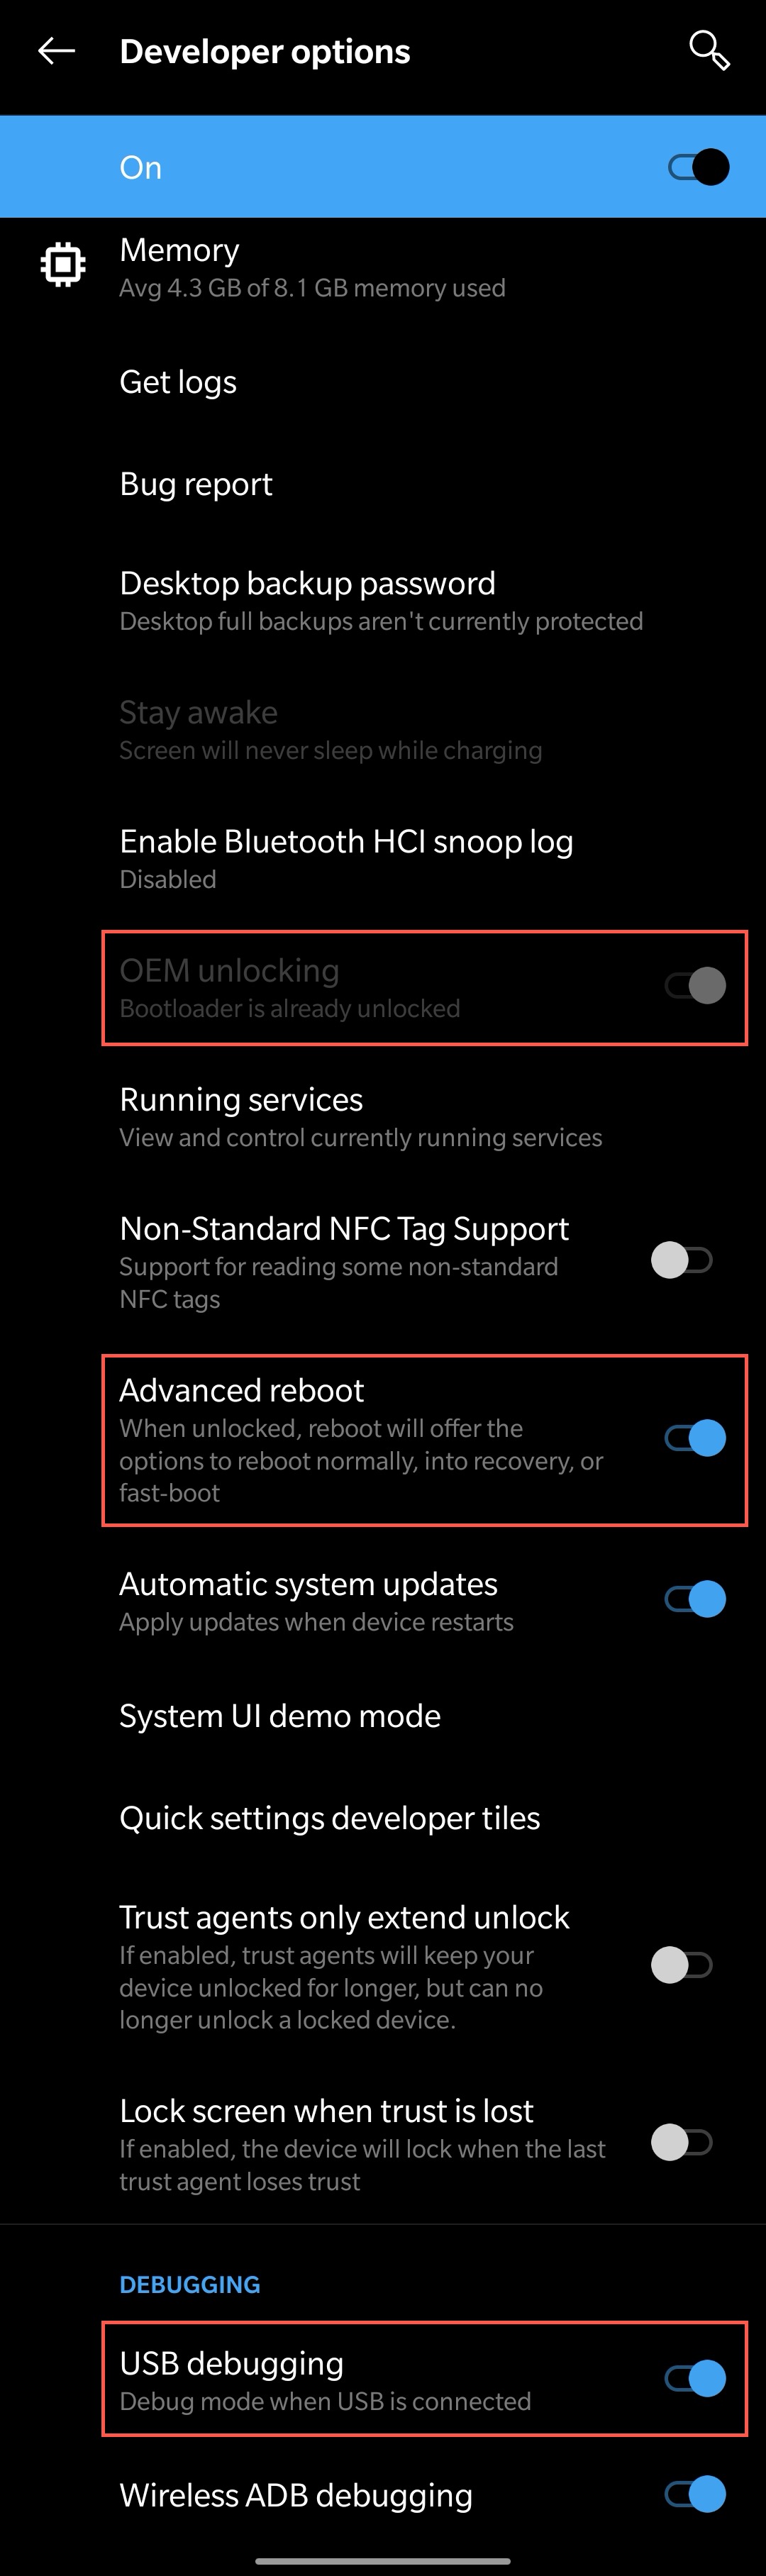 Developer options
On
Memory
Avg 4.3 GB of 8.1 GB memory used
Get logs
Bug report
Desktop backup password
Desktop full backups aren't currently protected
Stay awake
Screen will never sleep while charging
Enable Bluetooth HCI snoop log
Disabled
OEM unlocking
Bootloader is already unlocked
Running services
View and control currently running services
Non-Standard NFC Tag Support
Support for reading some non-standard
NFC tags
Advanced reboot
When unlocked, reboot will offer the
options to reboot normally, into recovery, or
fast-boot
Automatic system updates
Apply updates when device restarts
System UI demo mode
Quick settings developer tiles
Trust agents only extend unlock
If enabled, trust agents will keep your
device unlocked for longer, but can no
longer unlock a locked device.
Lock screen when trust is lost
If enabled, the device will lock when the last
trust agent loses trust
DEBUGGING
USB debugging
Debug mode when USB is connected
Wireless ADB debugging